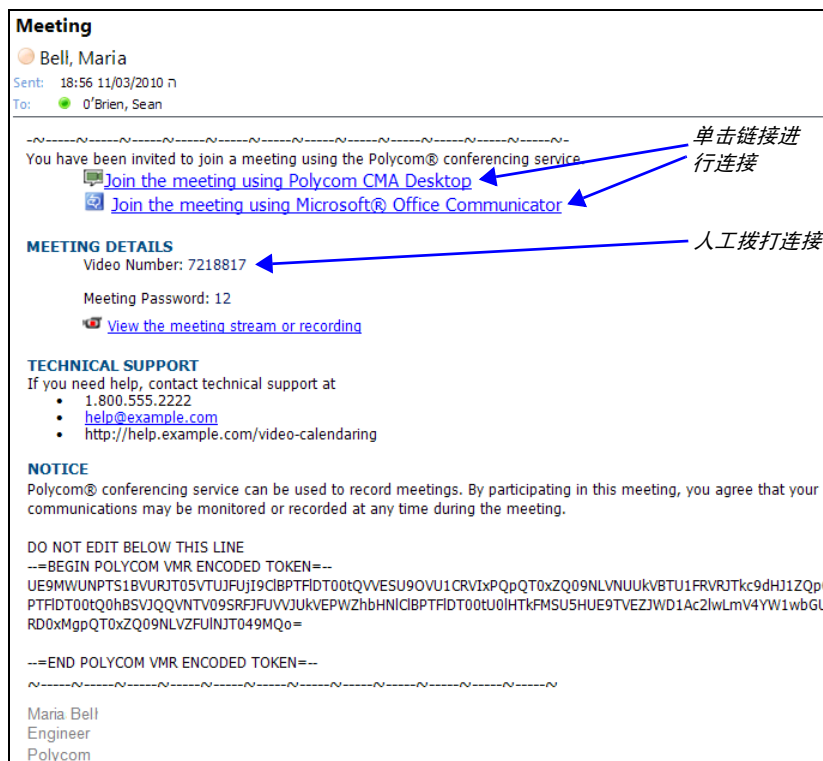 Meeting
Bell, Maria
Sent: 18:56 11/03/2010 ה
To: O'Brien, Sean
-~-----~-----~-----~-----~-----~-----~-----~-----~-----~-----~-----~-----~-
单击链接进
行连接
You have been invited to join a meeting using the Polycom® conferencing service
Join the meeting using Polycom CMA Desktop
Join the meeting using Microsoft® Office Communicator
人工拨打连接
MEETING DETAILS
Video Number: 7218817
Meeting Password: 12
View the meeting stream or recording
TECHNICAL SUPPORT
If you need help, contact technical support at
• 1.800.555.2222
• help@example.com
• http://help.example.com/video-calendaring
NOTICE
Polycom® conferencing service can be used to record meetings. By participating in this meeting, you agree that your
communications may be monitored or recorded at any time during the meeting.
DO NOT EDIT BELOW THIS LINE
--=BEGIN POLYCOM VMR ENCODED TOKEN=--
--=END POLYCOM VMR ENCODED TOKEN=--
~-----~-----~-----~-----~-----~-----~-----~-----~-----~-----~-----~-----~
Maria Bell
Engineer
Polycom